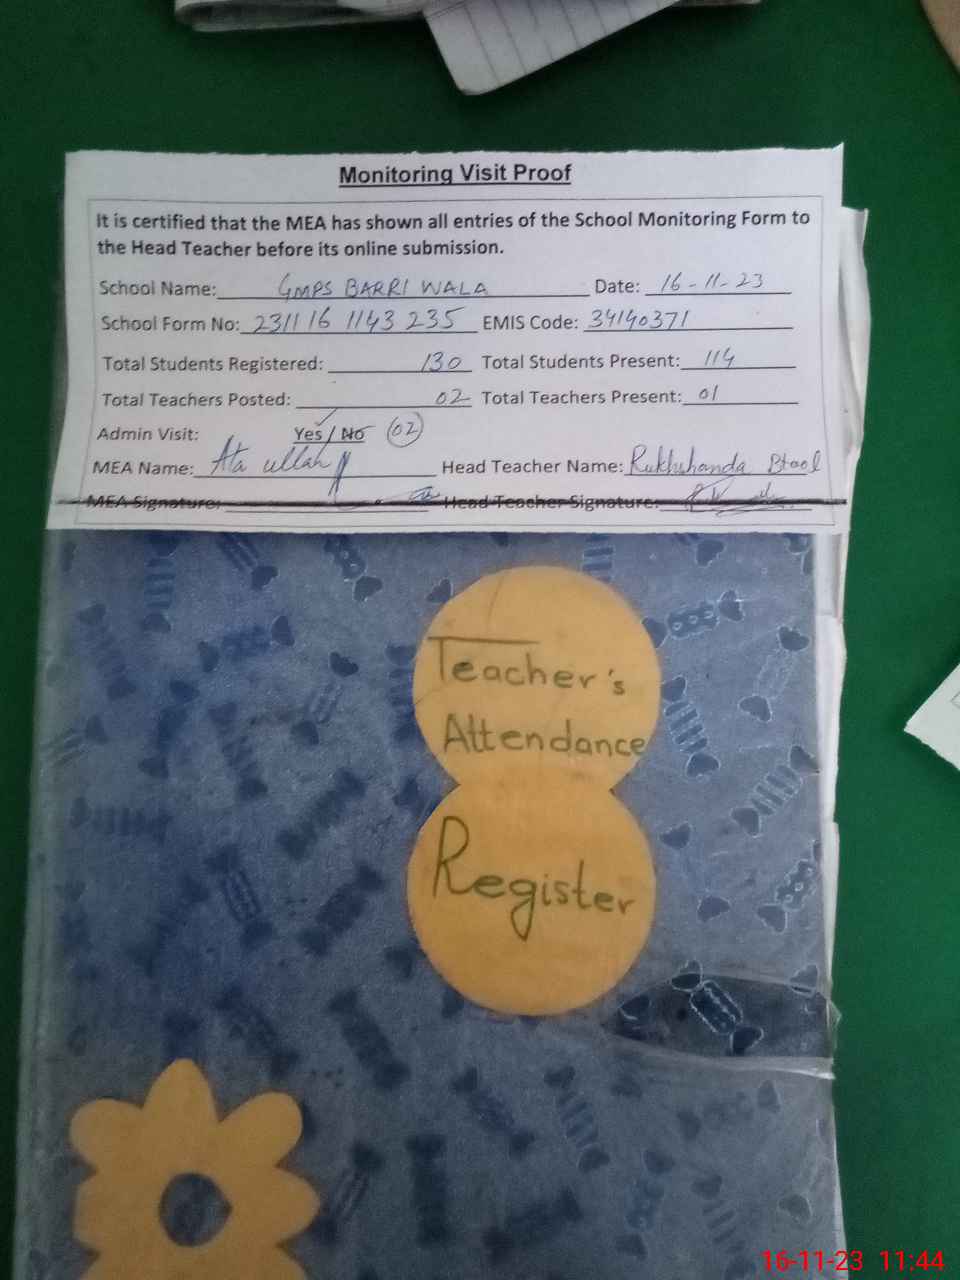 Monitoring Visit Proof
It is certified that the MEA has shown all entries of the School Monitoring Form to
the Head Teacher before its online submission.
School Name: GMPS BARRI WALA Date: 16-11-23
School Form No: 231116 1143 235 EMIS Code: 34140371
Total Students Registered: 130 Total Students Present: 114
Total Teachers Posted: 02 Total Teachers Present: 01
Admin Visit: Yes / No 02
MEA Name: Ata ullah Head Teacher Name: Rukhshanda Btool
MEA Signature: Head Teacher Signature:
Teacher's
Attendance
Register
16-11-23 11:44